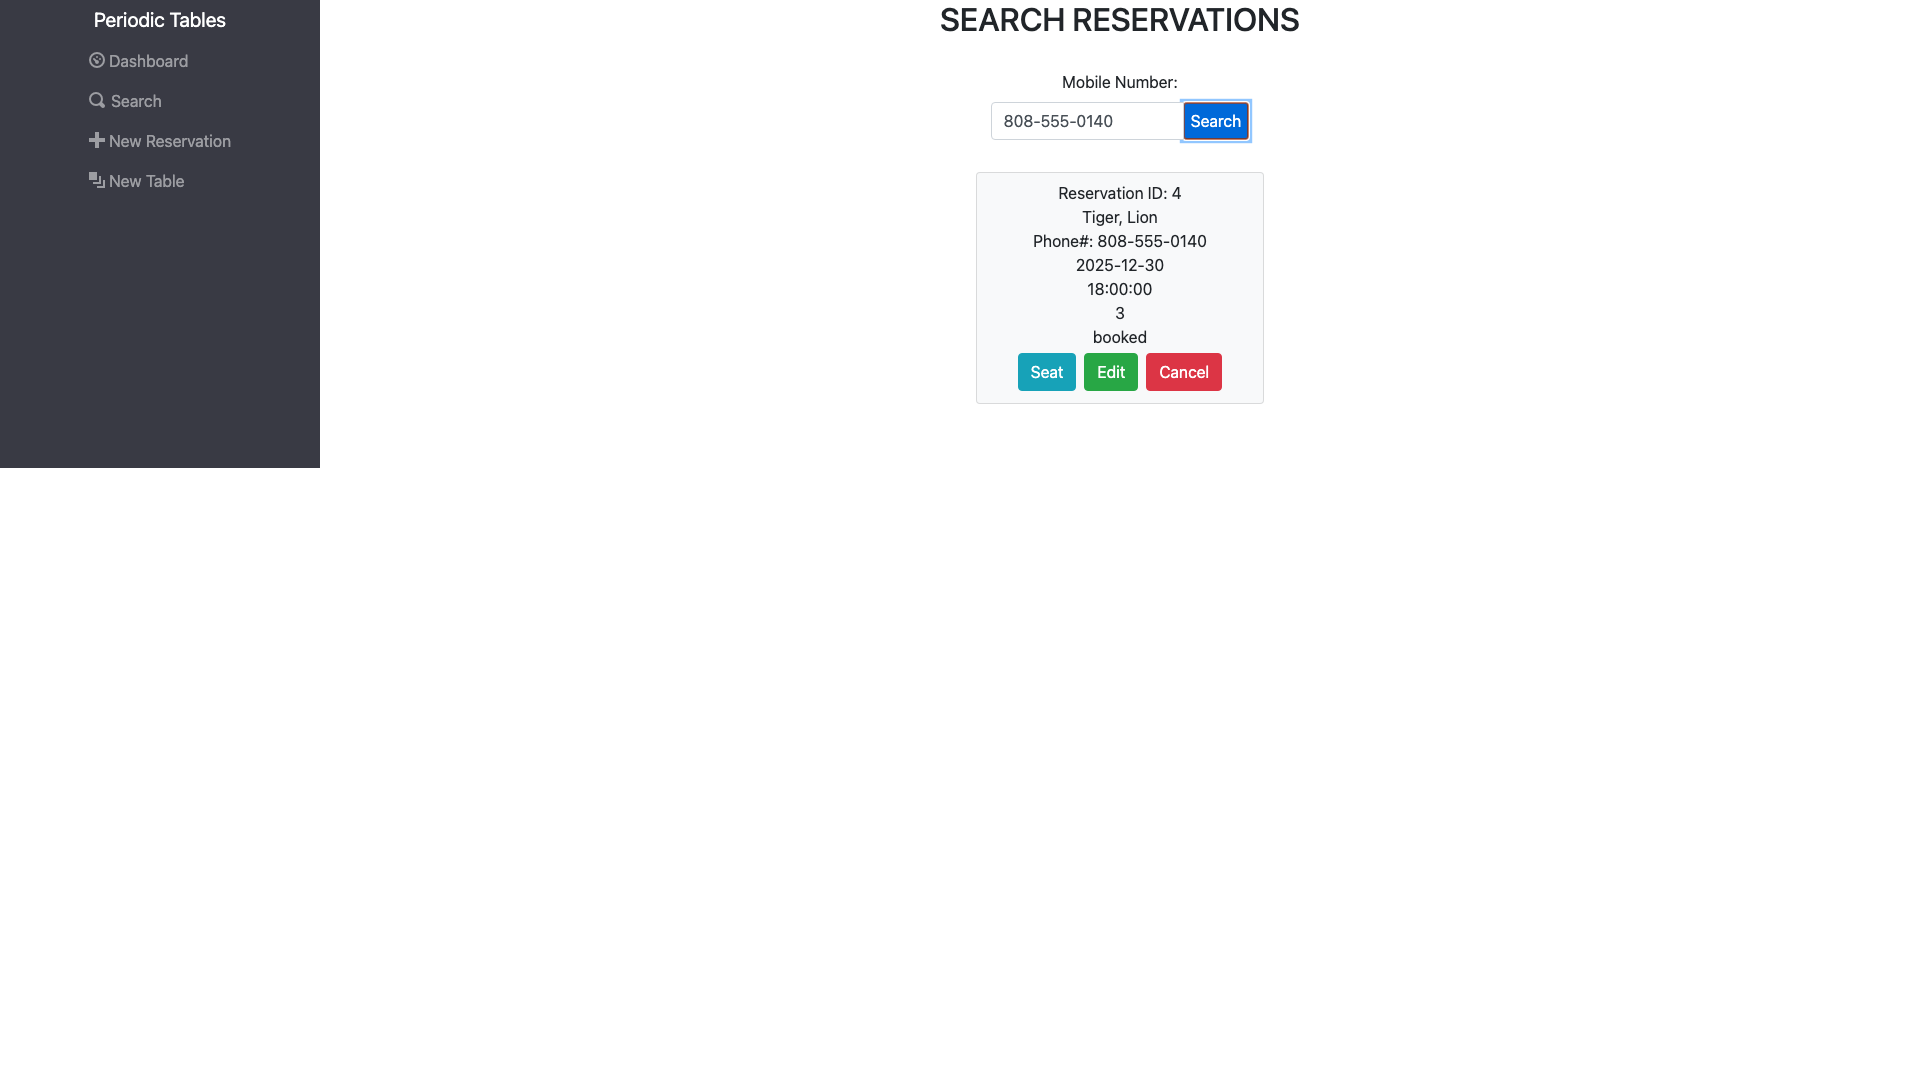 Periodic Tables
Dashboard
Search
New Reservation
New Table
SEARCH RESERVATIONS
Mobile Number:
808-555-0140 Search
Reservation ID: 4
Tiger, Lion
Phone#: 808-555-0140
2025-12-30
18:00:00
3
booked
Seat Edit Cancel